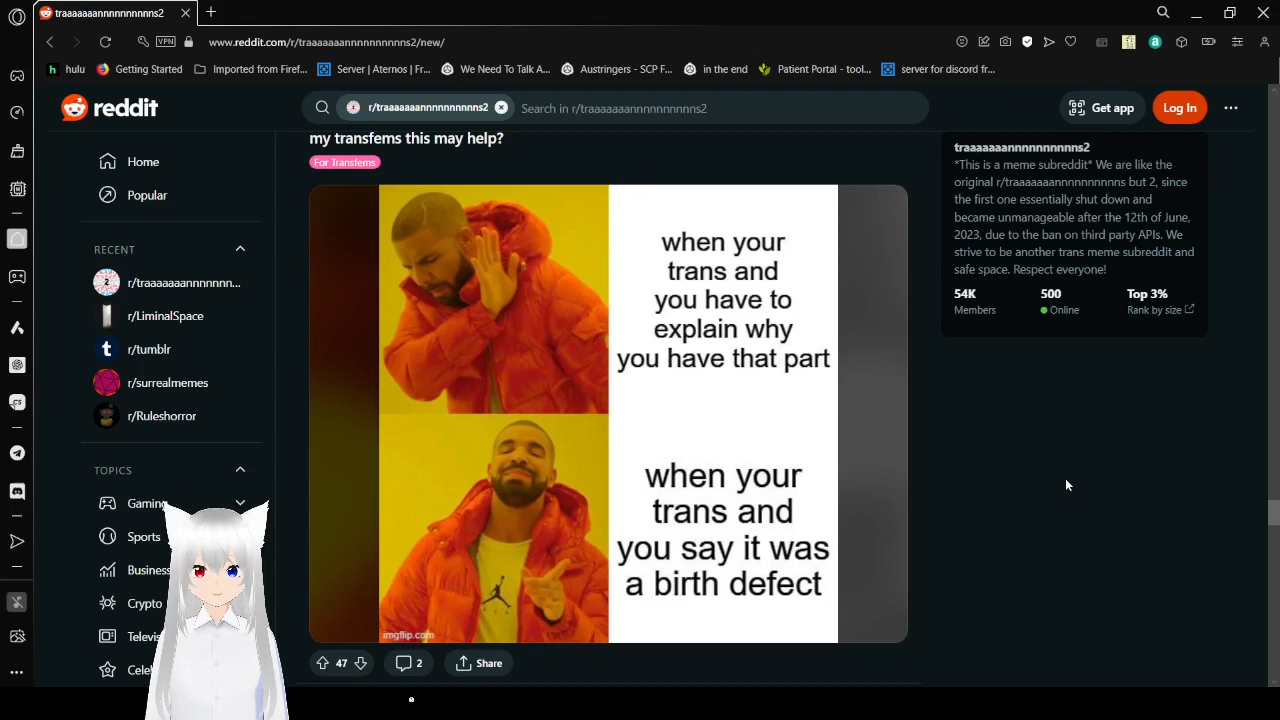 traaaaaaannnnnnnnnns2
VPN
www.reddit.com/r/traaaaaaannnnnnnnnns2/new/
hulu
Getting Started
Imported from Firef...
Server | Aternos | Fr...
We Need To Talk A...
Austringers - SCP F...
in the end
Patient Portal - tool...
server for discord fr...
reddit
r/traaaaaaannnnnnnnnns2
Search in r/traaaaaaannnnnnnnnns2
Get app
Log In
Home
Popular
RECENT
r/traaaaaaannnnnnn...
r/LiminalSpace
r/tumblr
r/surrealmemes
r/Ruleshorror
TOPICS
Gaming
Sports
Business
Crypto
Televis
Celeb
my transfems this may help?
For Transfems
when your
trans and
you have to
explain why
you have that part
when your
trans and
you say it was
a birth defect
imgflip.com
47
2
Share
traaaaaaannnnnnnnnns2
*This is a meme subreddit* We are like the
original r/traaaaaaannnnnnnnnns but 2, since
the first one essentially shut down and
became unmanageable after the 12th of June,
2023, due to the ban on third party APIs. We
strive to be another trans meme subreddit and
safe space. Respect everyone!
54K
Members
500
Online
Top 3%
Rank by size